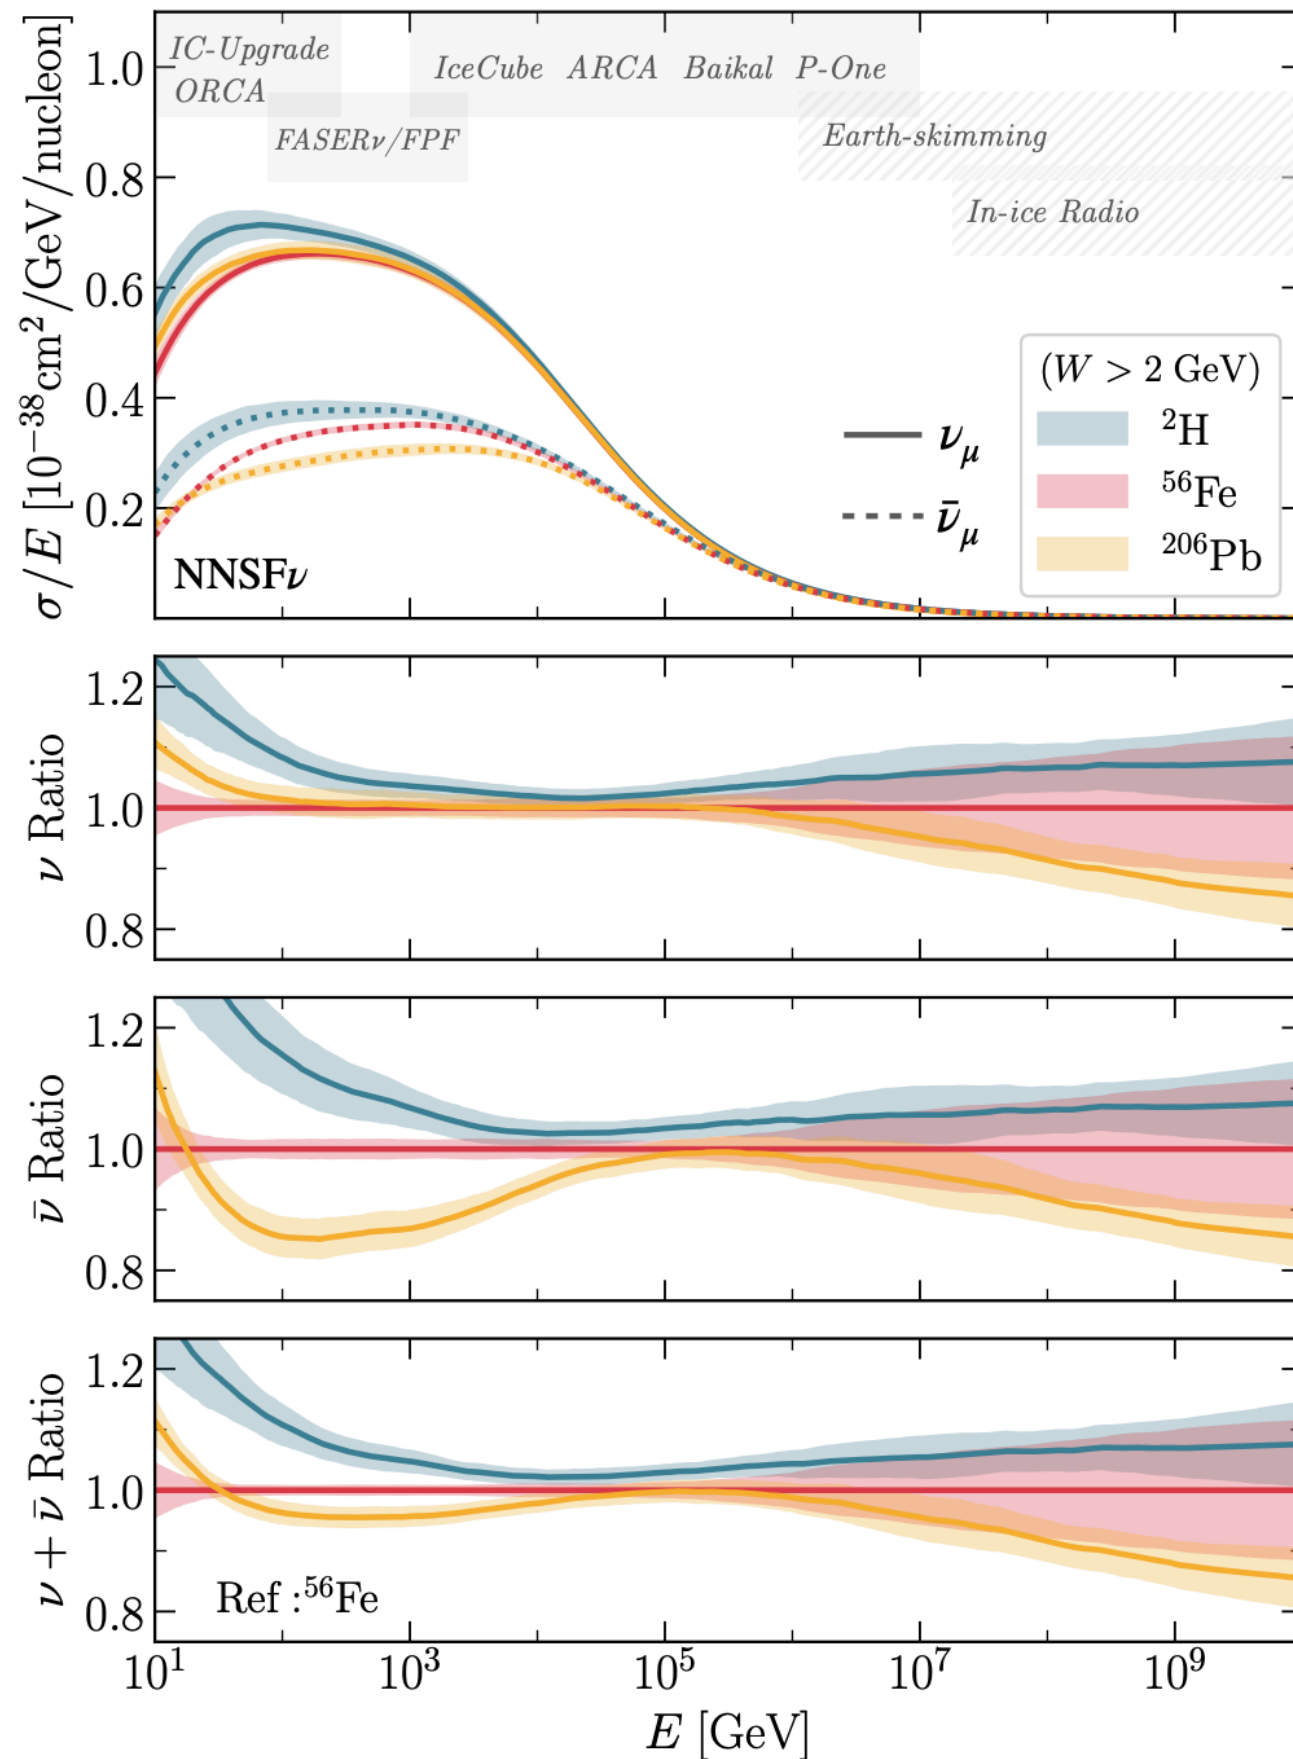 σ/E [10⁻³⁸cm²/GeV/nucleon]
1.0
0.8
0.6
0.4
0.2
IC-Upgrade
ORCA
FASERν/FPF
IceCube ARCA Baikal P-One
Earth-skimming
In-ice Radio
(W > 2 GeV)
²H
⁵⁶Fe
²⁰⁶Pb
ν_μ
ν̄_μ
NNSFν
ν Ratio
1.2
1.0
0.8
ν̄ Ratio
1.2
1.0
0.8
ν + ν̄ Ratio
1.2
1.0
0.8
Ref :⁵⁶Fe
10¹ 10³ 10⁵ 10⁷ 10⁹
E [GeV]